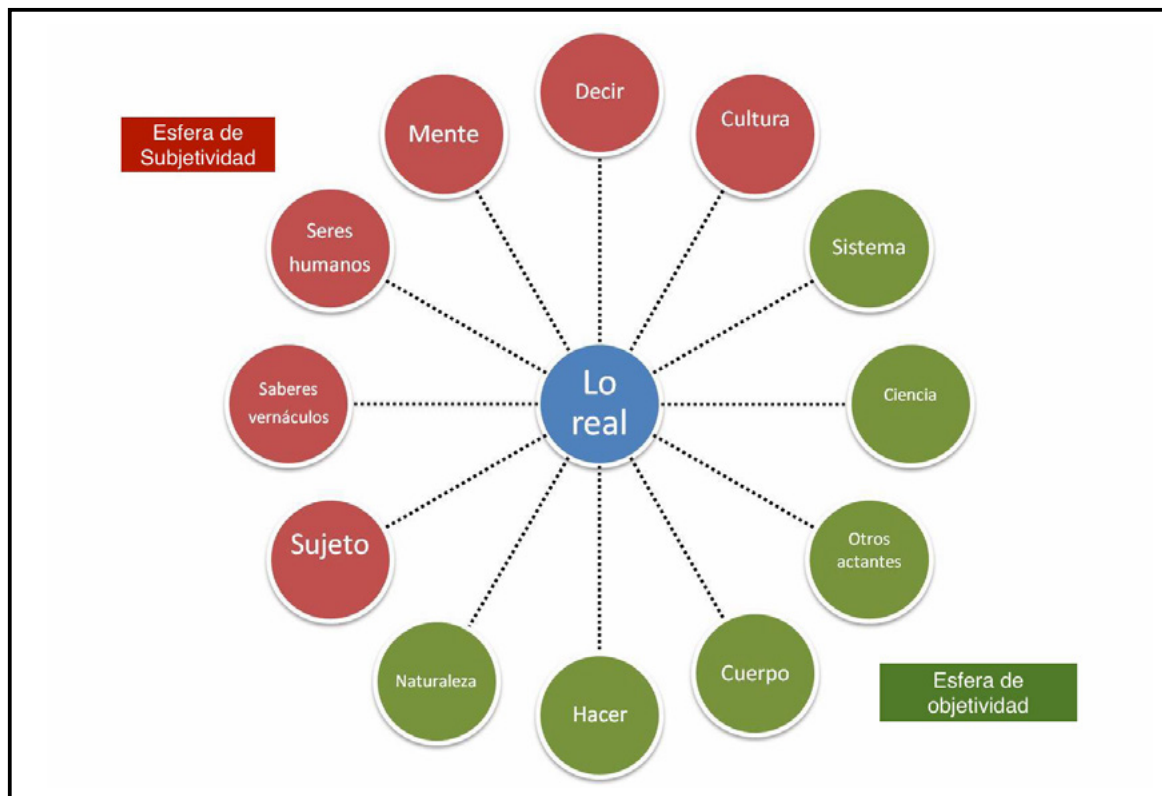 Decir
Cultura
Mente
Esfera de
Subjetividad
Sistema
Seres
humanos
Lo
real
Ciencia
Saberes
vernáculos
Otros
actantes
Sujeto
Cuerpo
Naturaleza
Hacer
Esfera de
objetividad